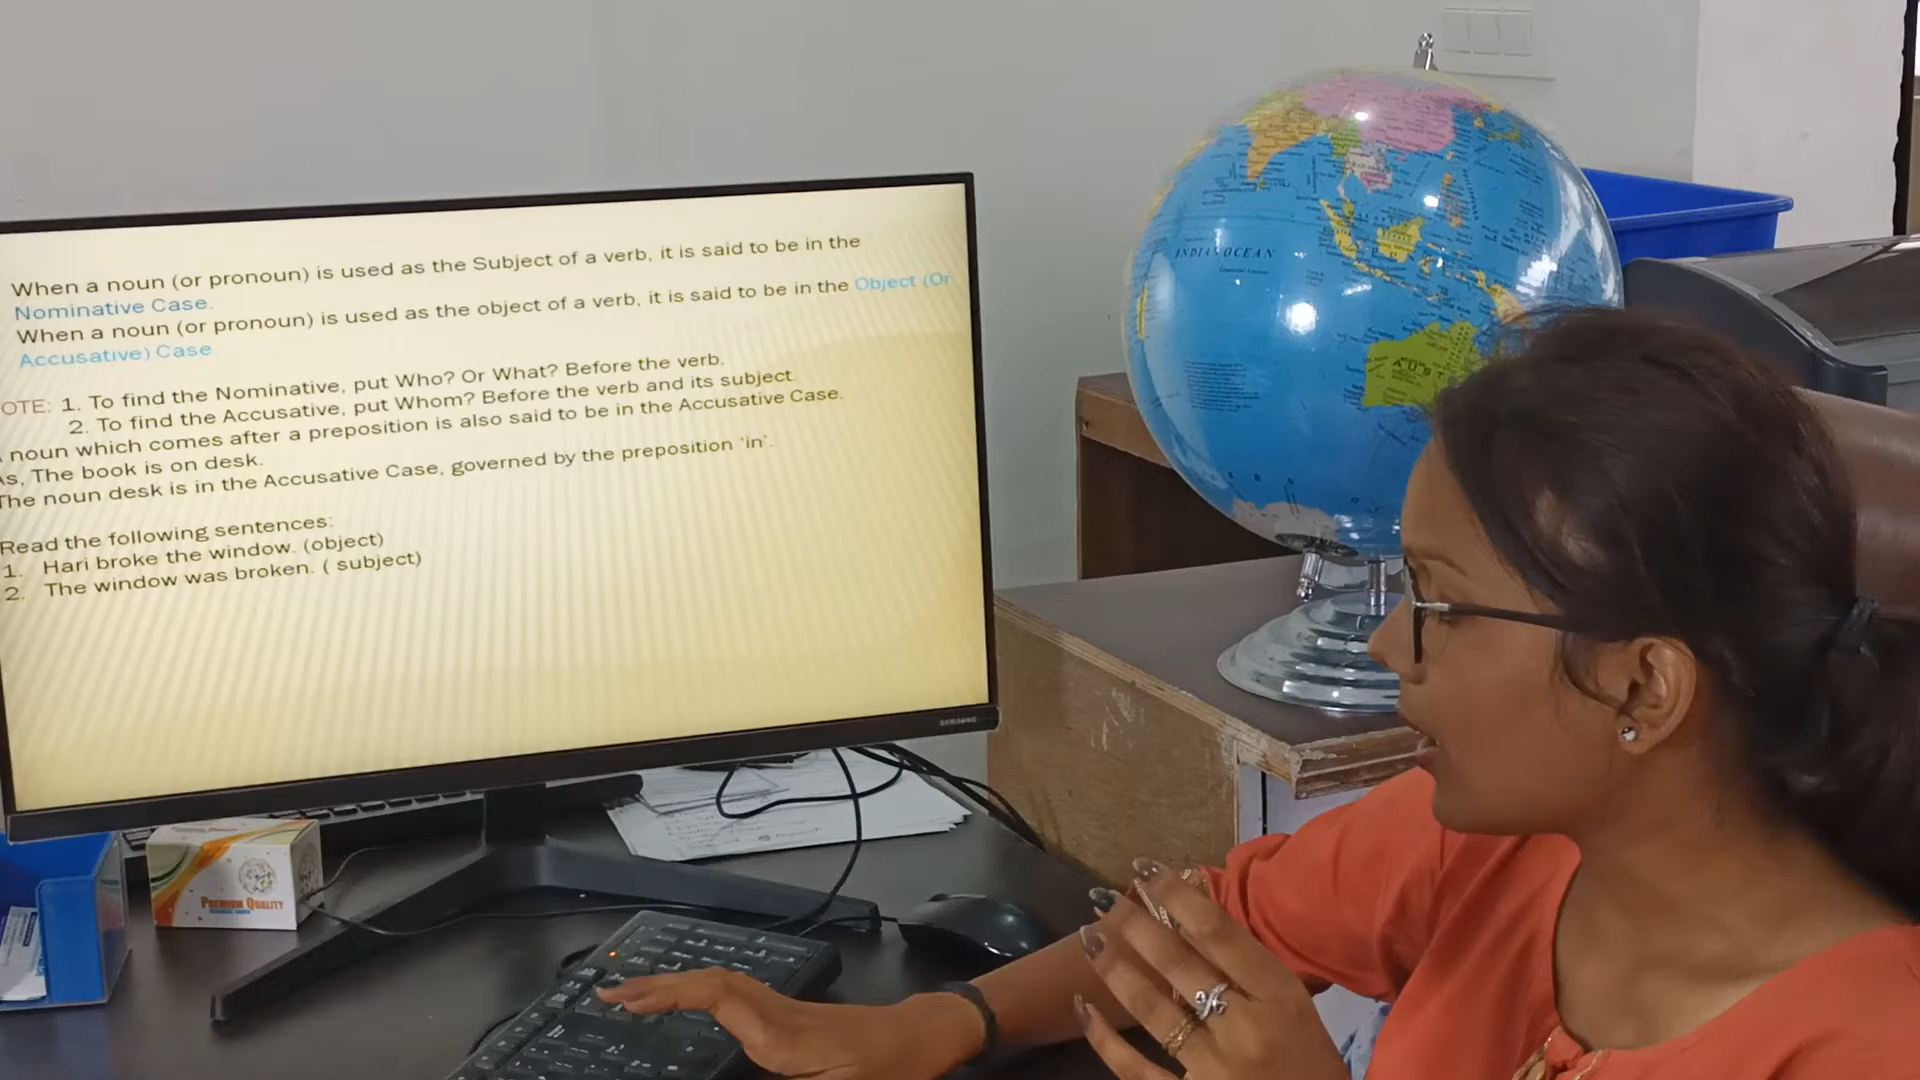 When a noun (or pronoun) is used as the Subject of a verb, it is said to be in the
Nominative Case.
When a noun (or pronoun) is used as the object of a verb, it is said to be in the Object (Or
Accusative) Case
OTE: 1. To find the Nominative, put Who? Or What? Before the verb.
2. To find the Accusative, put Whom? Before the verb and its subject.
noun which comes after a preposition is also said to be in the Accusative Case.
As, The book is on desk.
The noun desk is in the Accusative Case, governed by the preposition 'in'.
Read the following sentences:
1. Hari broke the window. (object)
2. The window was broken. ( subject)
SAMSUNG
INDIAN OCEAN
AUST
PREMIUM QUALITY